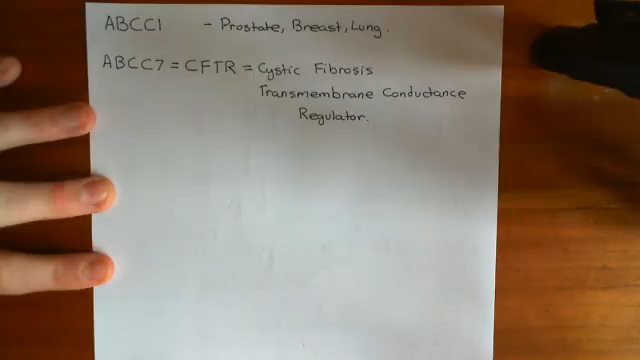 ABCC1 - Prostate, Breast, Lung.
ABCC7 = CFTR = Cystic Fibrosis
Transmembrane Conductance
Regulator.